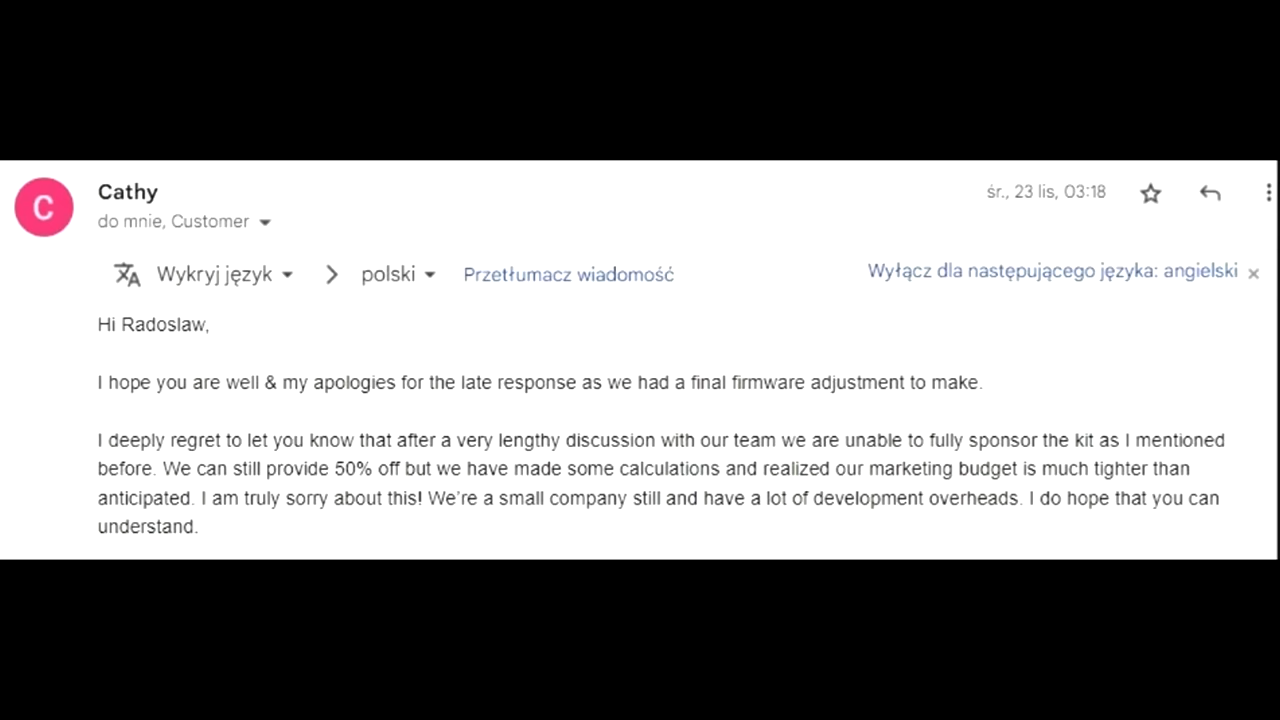 C
Cathy
śr., 23 lis, 03:18
do mnie, Customer
Wykryj język
polski
Przetłumacz wiadomość
Wyłącz dla następującego języka: angielski
Hi Radoslaw,
I hope you are well & my apologies for the late response as we had a final firmware adjustment to make.
I deeply regret to let you know that after a very lengthy discussion with our team we are unable to fully sponsor the kit as I mentioned
before. We can still provide 50% off but we have made some calculations and realized our marketing budget is much tighter than
anticipated. I am truly sorry about this! We're a small company still and have a lot of development overheads. I do hope that you can
understand.